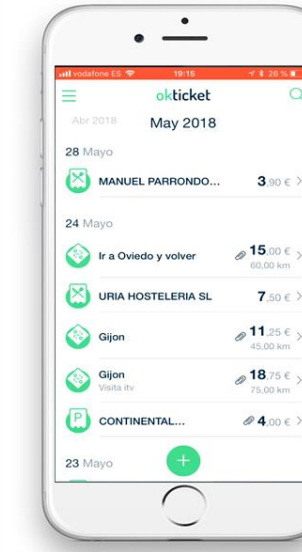 vodafone ES 19:15 26 %
okticket
Abr 2018 May 2018
28 Mayo
MANUEL PARRONDO... 3,90 €
24 Mayo
Ir a Oviedo y volver 15,00 €
60,00 km
URIA HOSTELERIA SL 7,50 €
Gijon 11,25 €
45,00 km
Gijon 18,75 €
Visita itv 75,00 km
P CONTINENTAL... 4,00 €
23 Mayo